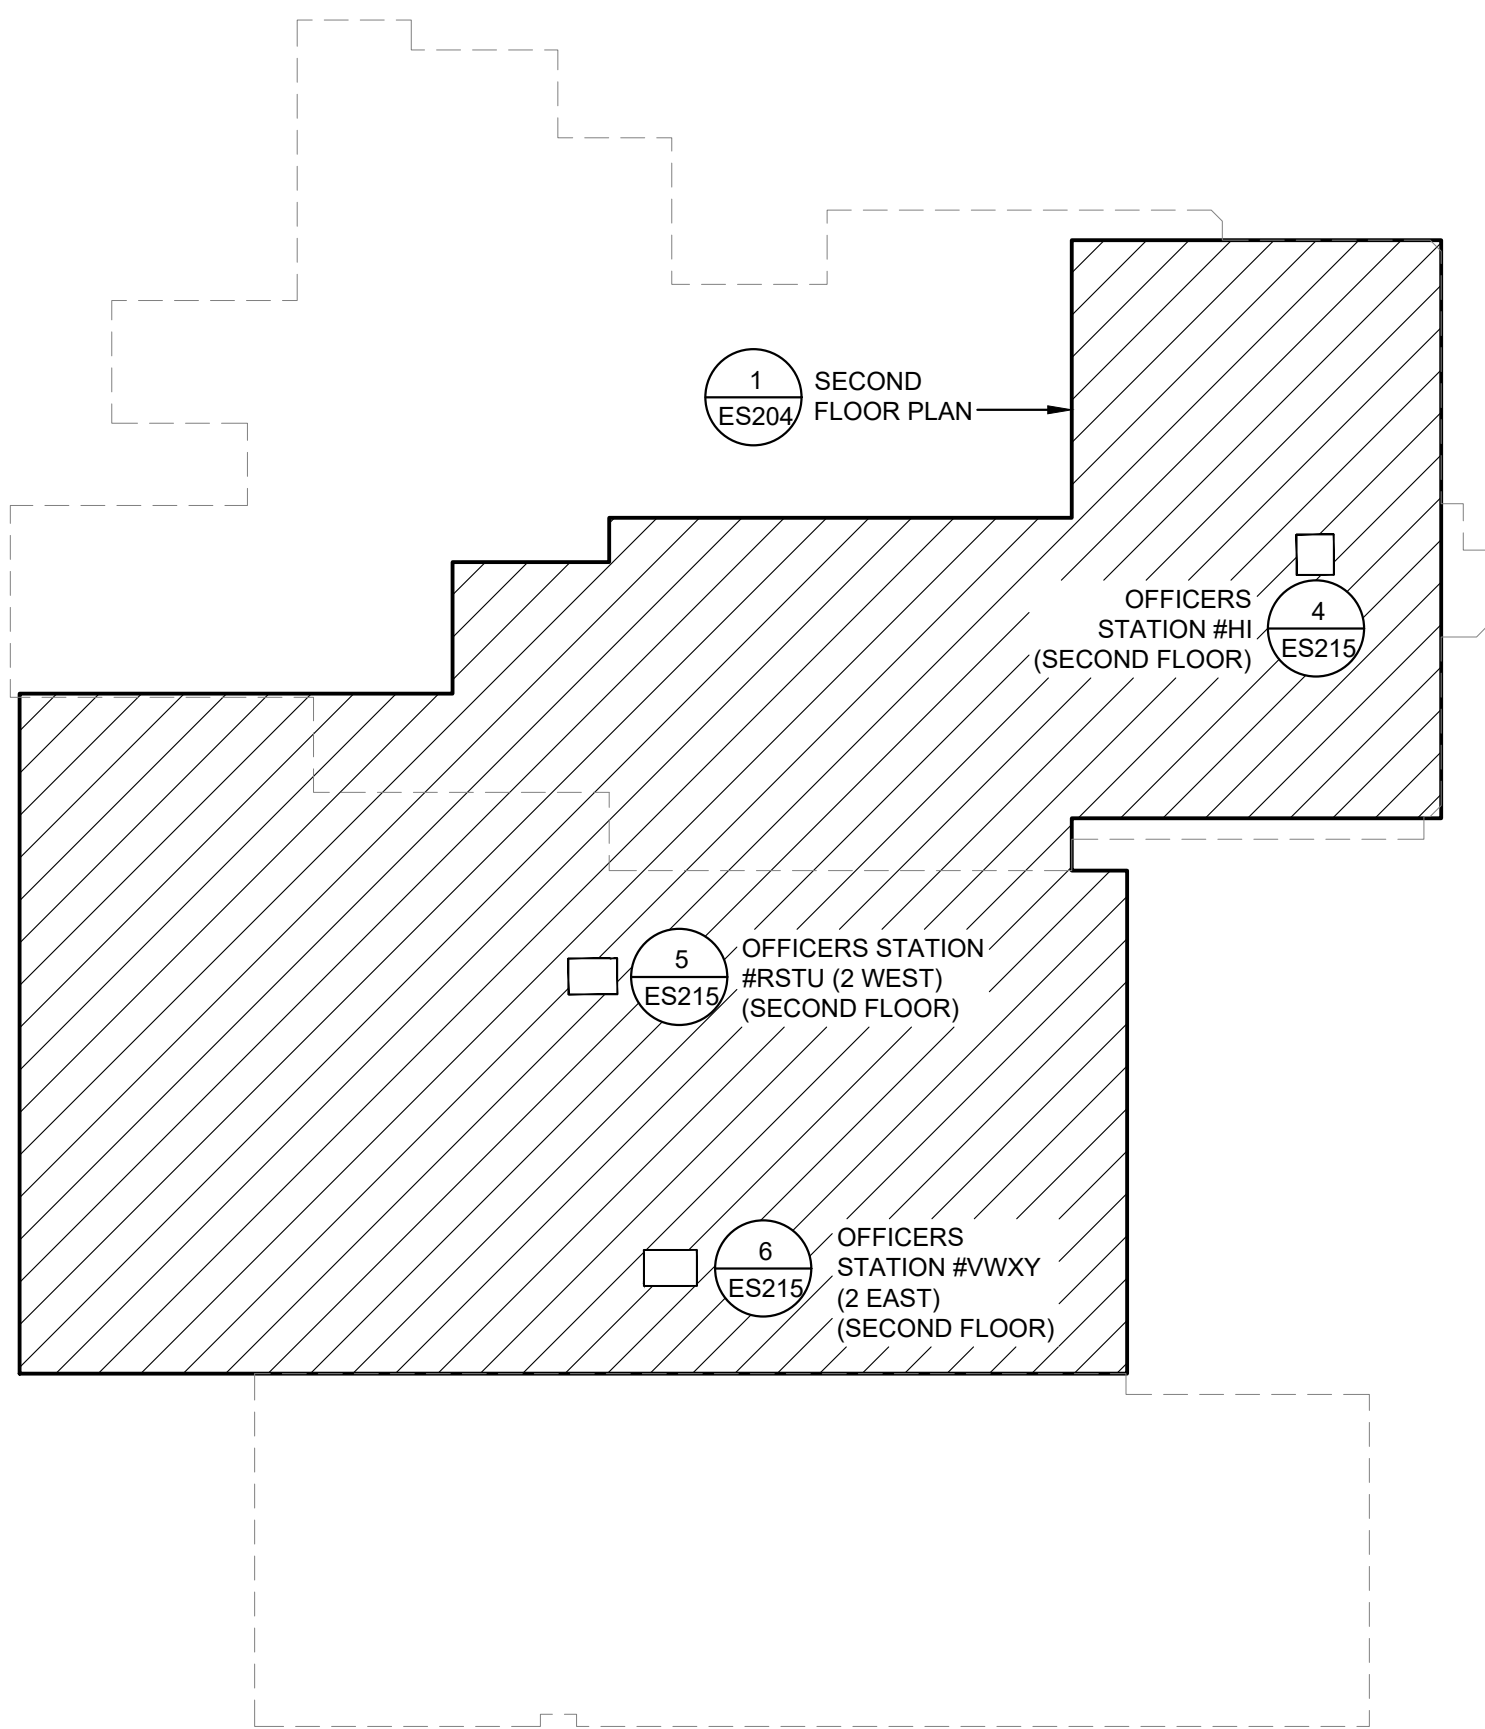 1
ES204
SECOND
FLOOR PLAN
OFFICERS
STATION #HI
(SECOND FLOOR)
4
ES215
5
ES215
OFFICERS STATION
#RSTU (2 WEST)
(SECOND FLOOR)
6
ES215
OFFICERS
STATION #VWXY
(2 EAST)
(SECOND FLOOR)